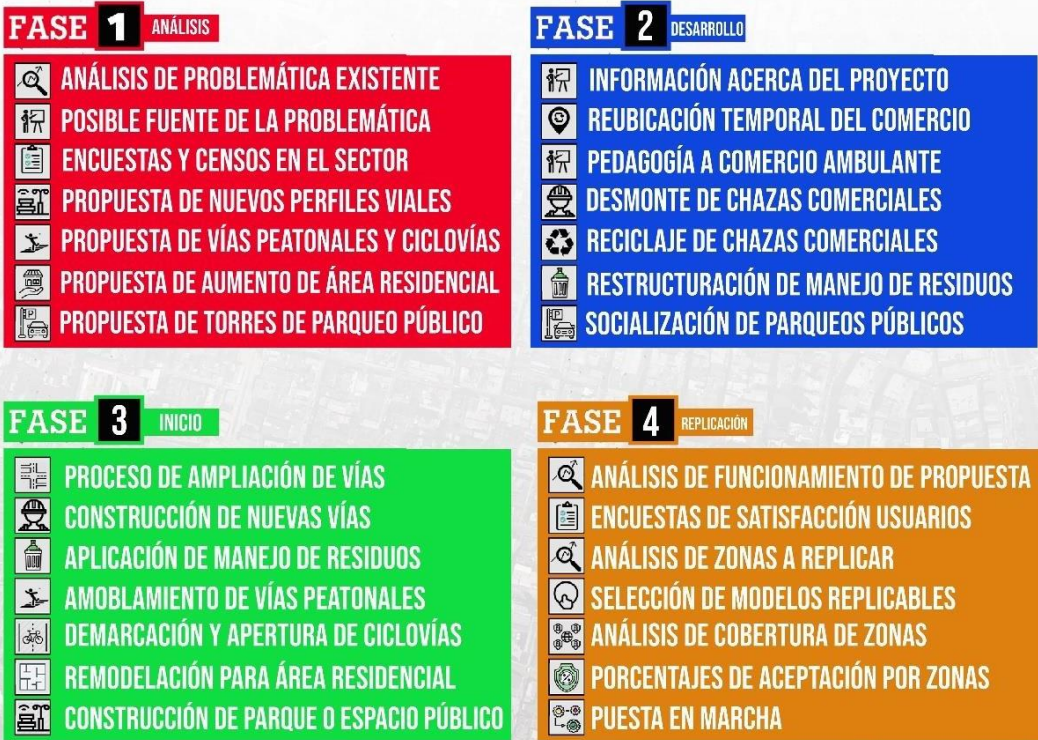 FASE 1 ANÁLISIS
ANÁLISIS DE PROBLEMÁTICA EXISTENTE
POSIBLE FUENTE DE LA PROBLEMÁTICA
ENCUESTAS Y CENSOS EN EL SECTOR
PROPUESTA DE NUEVOS PERFILES VIALES
PROPUESTA DE VÍAS PEATONALES Y CICLOVÍAS
PROPUESTA DE AUMENTO DE ÁREA RESIDENCIAL
PROPUESTA DE TORRES DE PARQUEO PÚBLICO
FASE 2 DESARROLLO
INFORMACIÓN ACERCA DEL PROYECTO
REUBICACIÓN TEMPORAL DEL COMERCIO
PEDAGOGÍA A COMERCIO AMBULANTE
DESMONTE DE CHAZAS COMERCIALES
RECICLAJE DE CHAZAS COMERCIALES
RESTRUCTURACIÓN DE MANEJO DE RESIDUOS
SOCIALIZACIÓN DE PARQUEOS PÚBLICOS
FASE 3 INICIO
PROCESO DE AMPLIACIÓN DE VÍAS
CONSTRUCCIÓN DE NUEVAS VÍAS
APLICACIÓN DE MANEJO DE RESIDUOS
AMOBLAMIENTO DE VÍAS PEATONALES
DEMARCACIÓN Y APERTURA DE CICLOVÍAS
REMODELACIÓN PARA ÁREA RESIDENCIAL
CONSTRUCCIÓN DE PARQUE O ESPACIO PÚBLICO
FASE 4 REPLICACIÓN
ANÁLISIS DE FUNCIONAMIENTO DE PROPUESTA
ENCUESTAS DE SATISFACCIÓN USUARIOS
ANÁLISIS DE ZONAS A REPLICAR
SELECCIÓN DE MODELOS REPLICABLES
ANÁLISIS DE COBERTURA DE ZONAS
PORCENTAJES DE ACEPTACIÓN POR ZONAS
PUESTA EN MARCHA